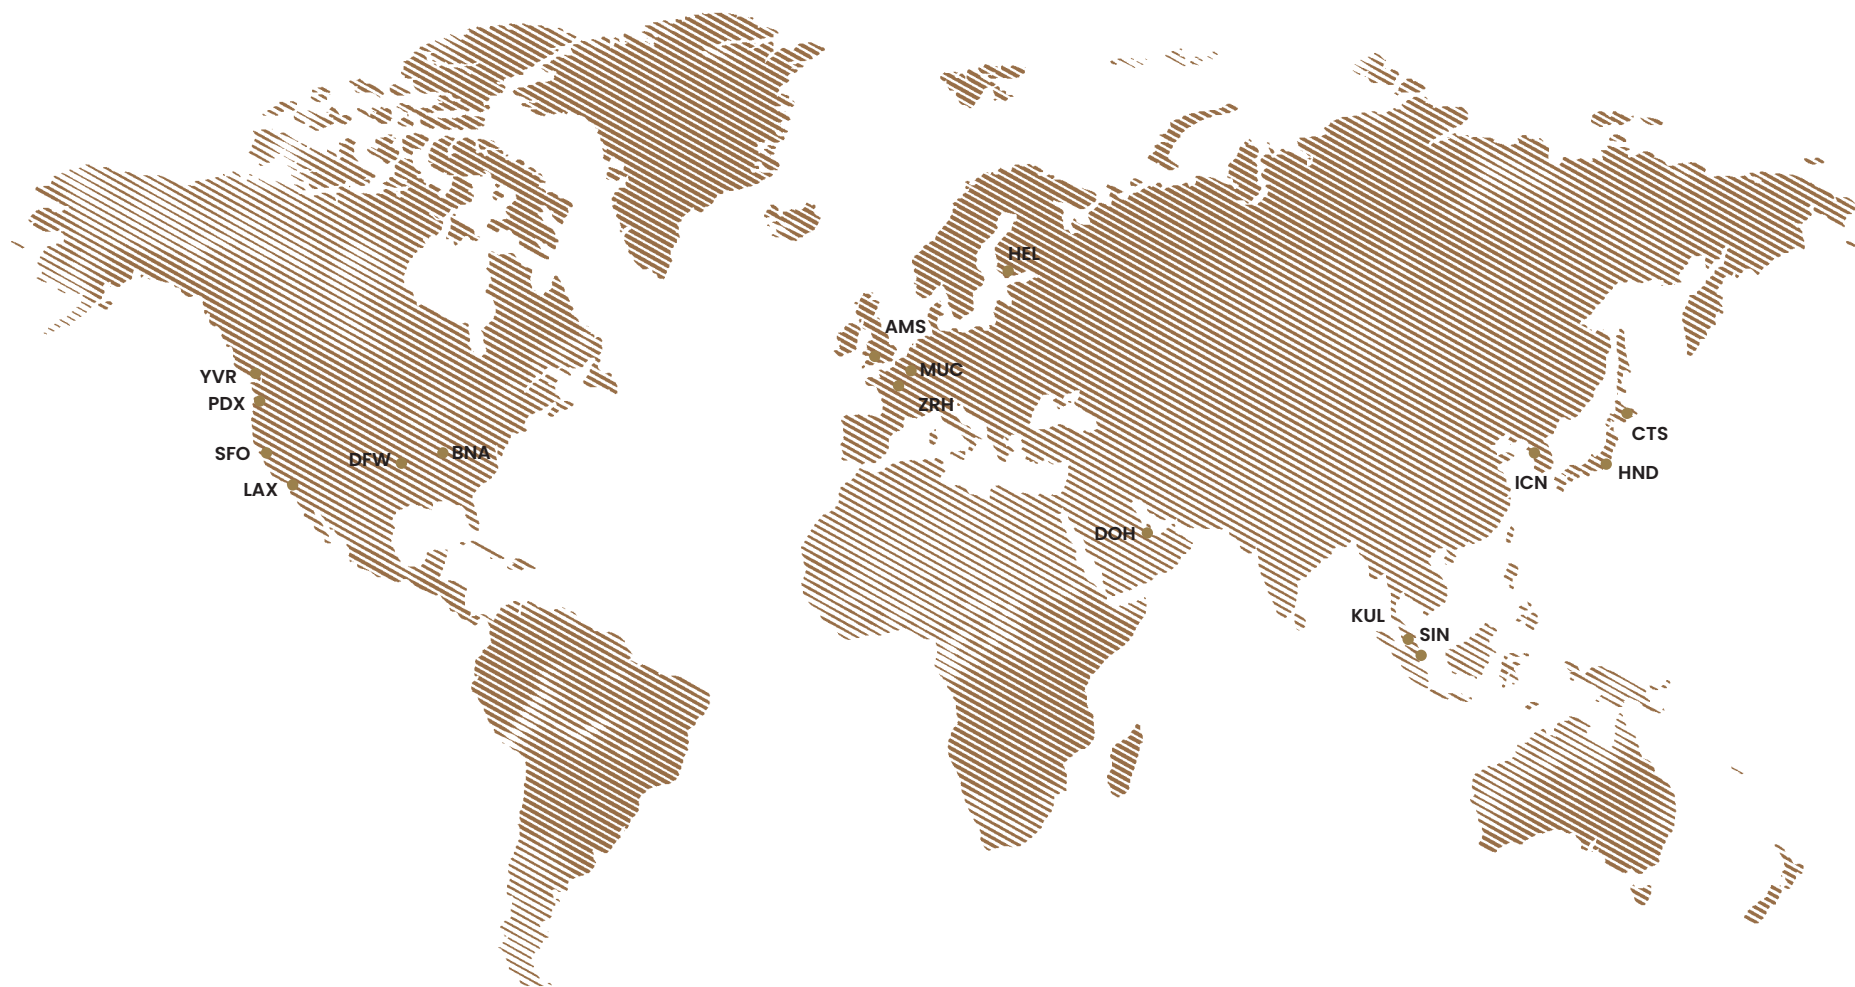 HEL
AMS
MUC
YVR
PDX
ZRH
CTS
SFO
DFW
BNA
HND
ICN
LAX
DOH
KUL
SIN